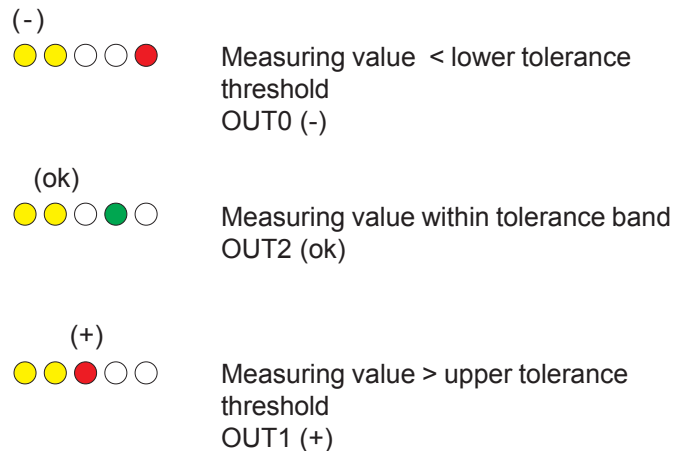 (-)
Measuring value < lower tolerance
threshold
OUT0 (-)
(ok)
Measuring value within tolerance band
OUT2 (ok)
(+)
Measuring value > upper tolerance
threshold
OUT1 (+)